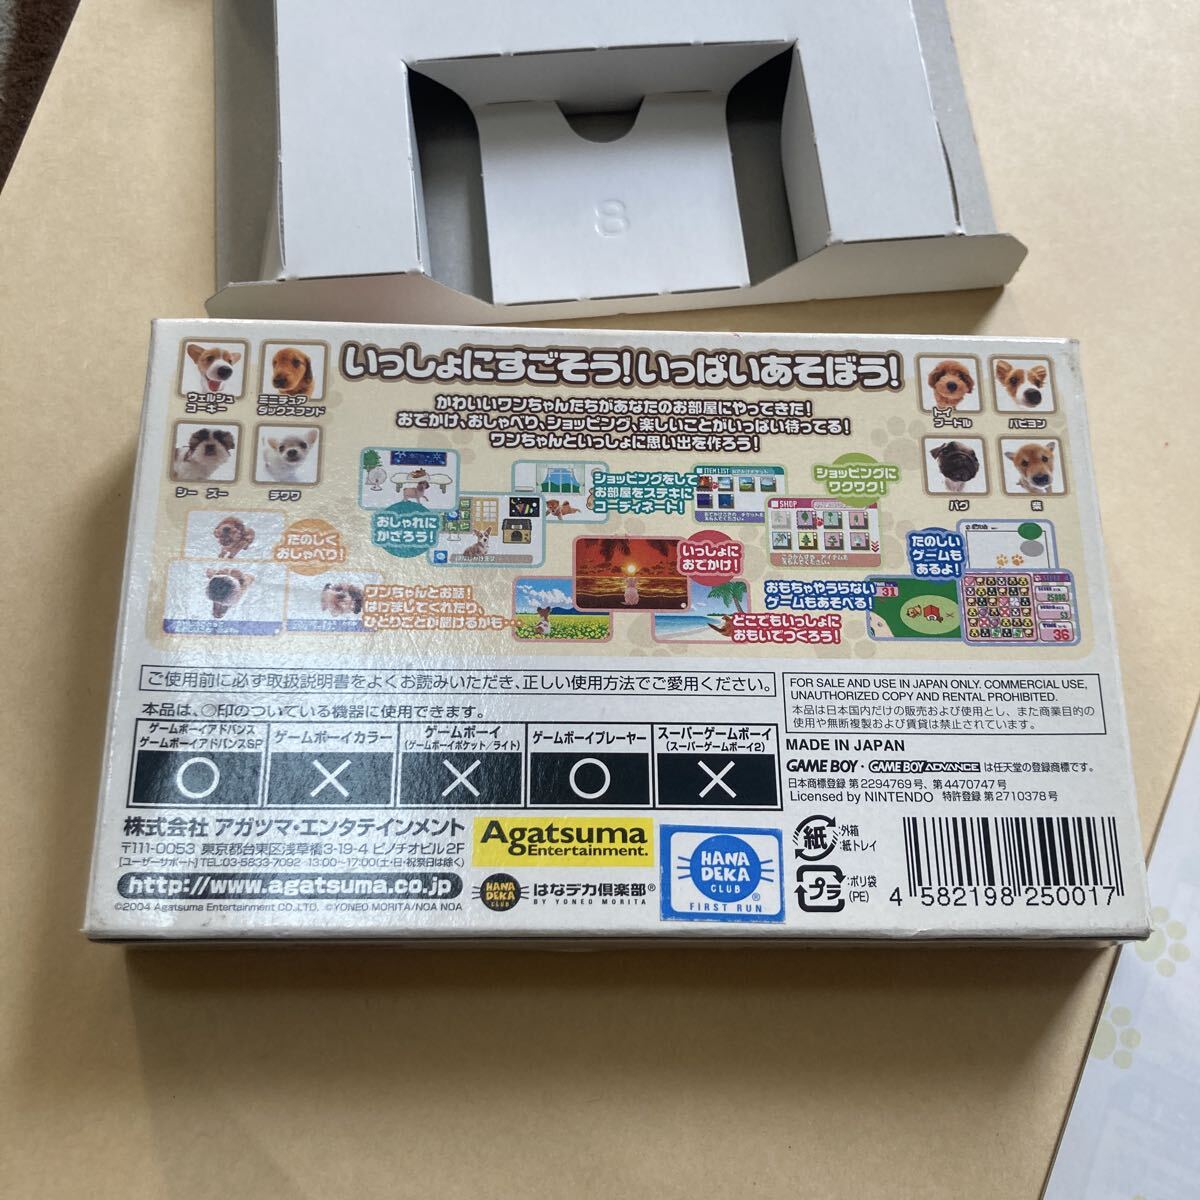 8
いっしょにすごそう!いっぱいあそぼう!
かわいいワンちゃんたちがあなたのお部屋にやってきた!
おでかけ、おしゃべり、ショッピング、楽しいことがいっぱい待ってる!
ワンちゃんといっしょに思い出を作ろう!
ウェルシュ
コーギー
ミニチュア
ダックスフンド
シー ズー
チワワ
トイ
プードル
パピヨン
パグ
柴
おしゃれに
かざろう!
ショッピングをして
お部屋をステキに
コーディネート!
ITEM LIST
SHOP
ショッピングに
ワクワク!
たのしく
おしゃべり!
ワンちゃんとお話!
はげましてくれたり、
ひとりごとが聞けるかも…
いっしょに
おでかけ!
どこでもいっしょに
おもいでつくろう!
おもちゃやうらない
ゲームもあそべる!
たのしい
ゲームも
あるよ!
31
36
ご使用前に必ず取扱説明書をよくお読みいただき、正しい使用方法でご愛用ください。
本品は、○印のついている機器に使用できます。
ゲームボーイアドバンス
ゲームボーイアドバンスSP
ゲームボーイカラー
ゲームボーイ
(ゲームボーイポケット/ライト)
ゲームボーイプレーヤー
スーパーゲームボーイ
(スーパーゲームボーイ2)
○ × × ○ ×
FOR SALE AND USE IN JAPAN ONLY. COMMERCIAL USE,
UNAUTHORIZED COPY AND RENTAL PROHIBITED.
本品は日本国内だけの販売および使用とし、また商業目的の
使用や無断複製および賃貸は禁止されています。
MADE IN JAPAN
GAME BOY・GAME BOY ADVANCE は任天堂の登録商標です。
日本商標登録 第2294769号、第4470747号
Licensed by NINTENDO 特許登録 第2710378号
株式会社 アガツマ・エンタテインメント
〒111-0053 東京都台東区浅草橋3-19-4 ピノチオビル2F
[ユーザーサポート] TEL:03-5833-7092 -13:00〜17:00(土・日・祝祭日は除く)
http://www.agatsuma.co.jp
©2004 Agatsuma Entertainment CO.,LTD. ©YONEO MORITA/NOA NOA
Agatsuma
Entertainment.
HANA
DEKA
CLUB
はなデカ倶楽部®
BY YONEO MORITA
HANA
DEKA
CLUB
®
FIRST RUN
紙
:外箱
:紙トレイ
プラ
:ポリ袋
(PE)
4 582198 250017